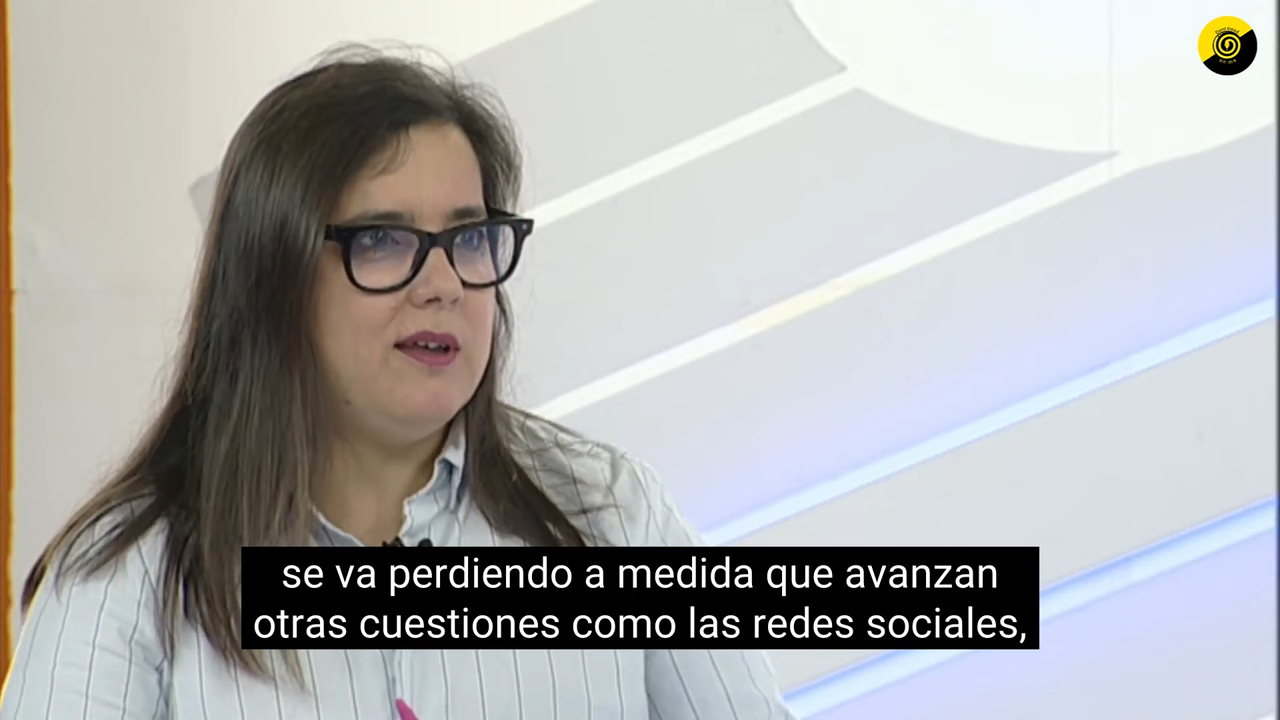 se va perdiendo a medida que avanzan
otras cuestiones como las redes sociales,